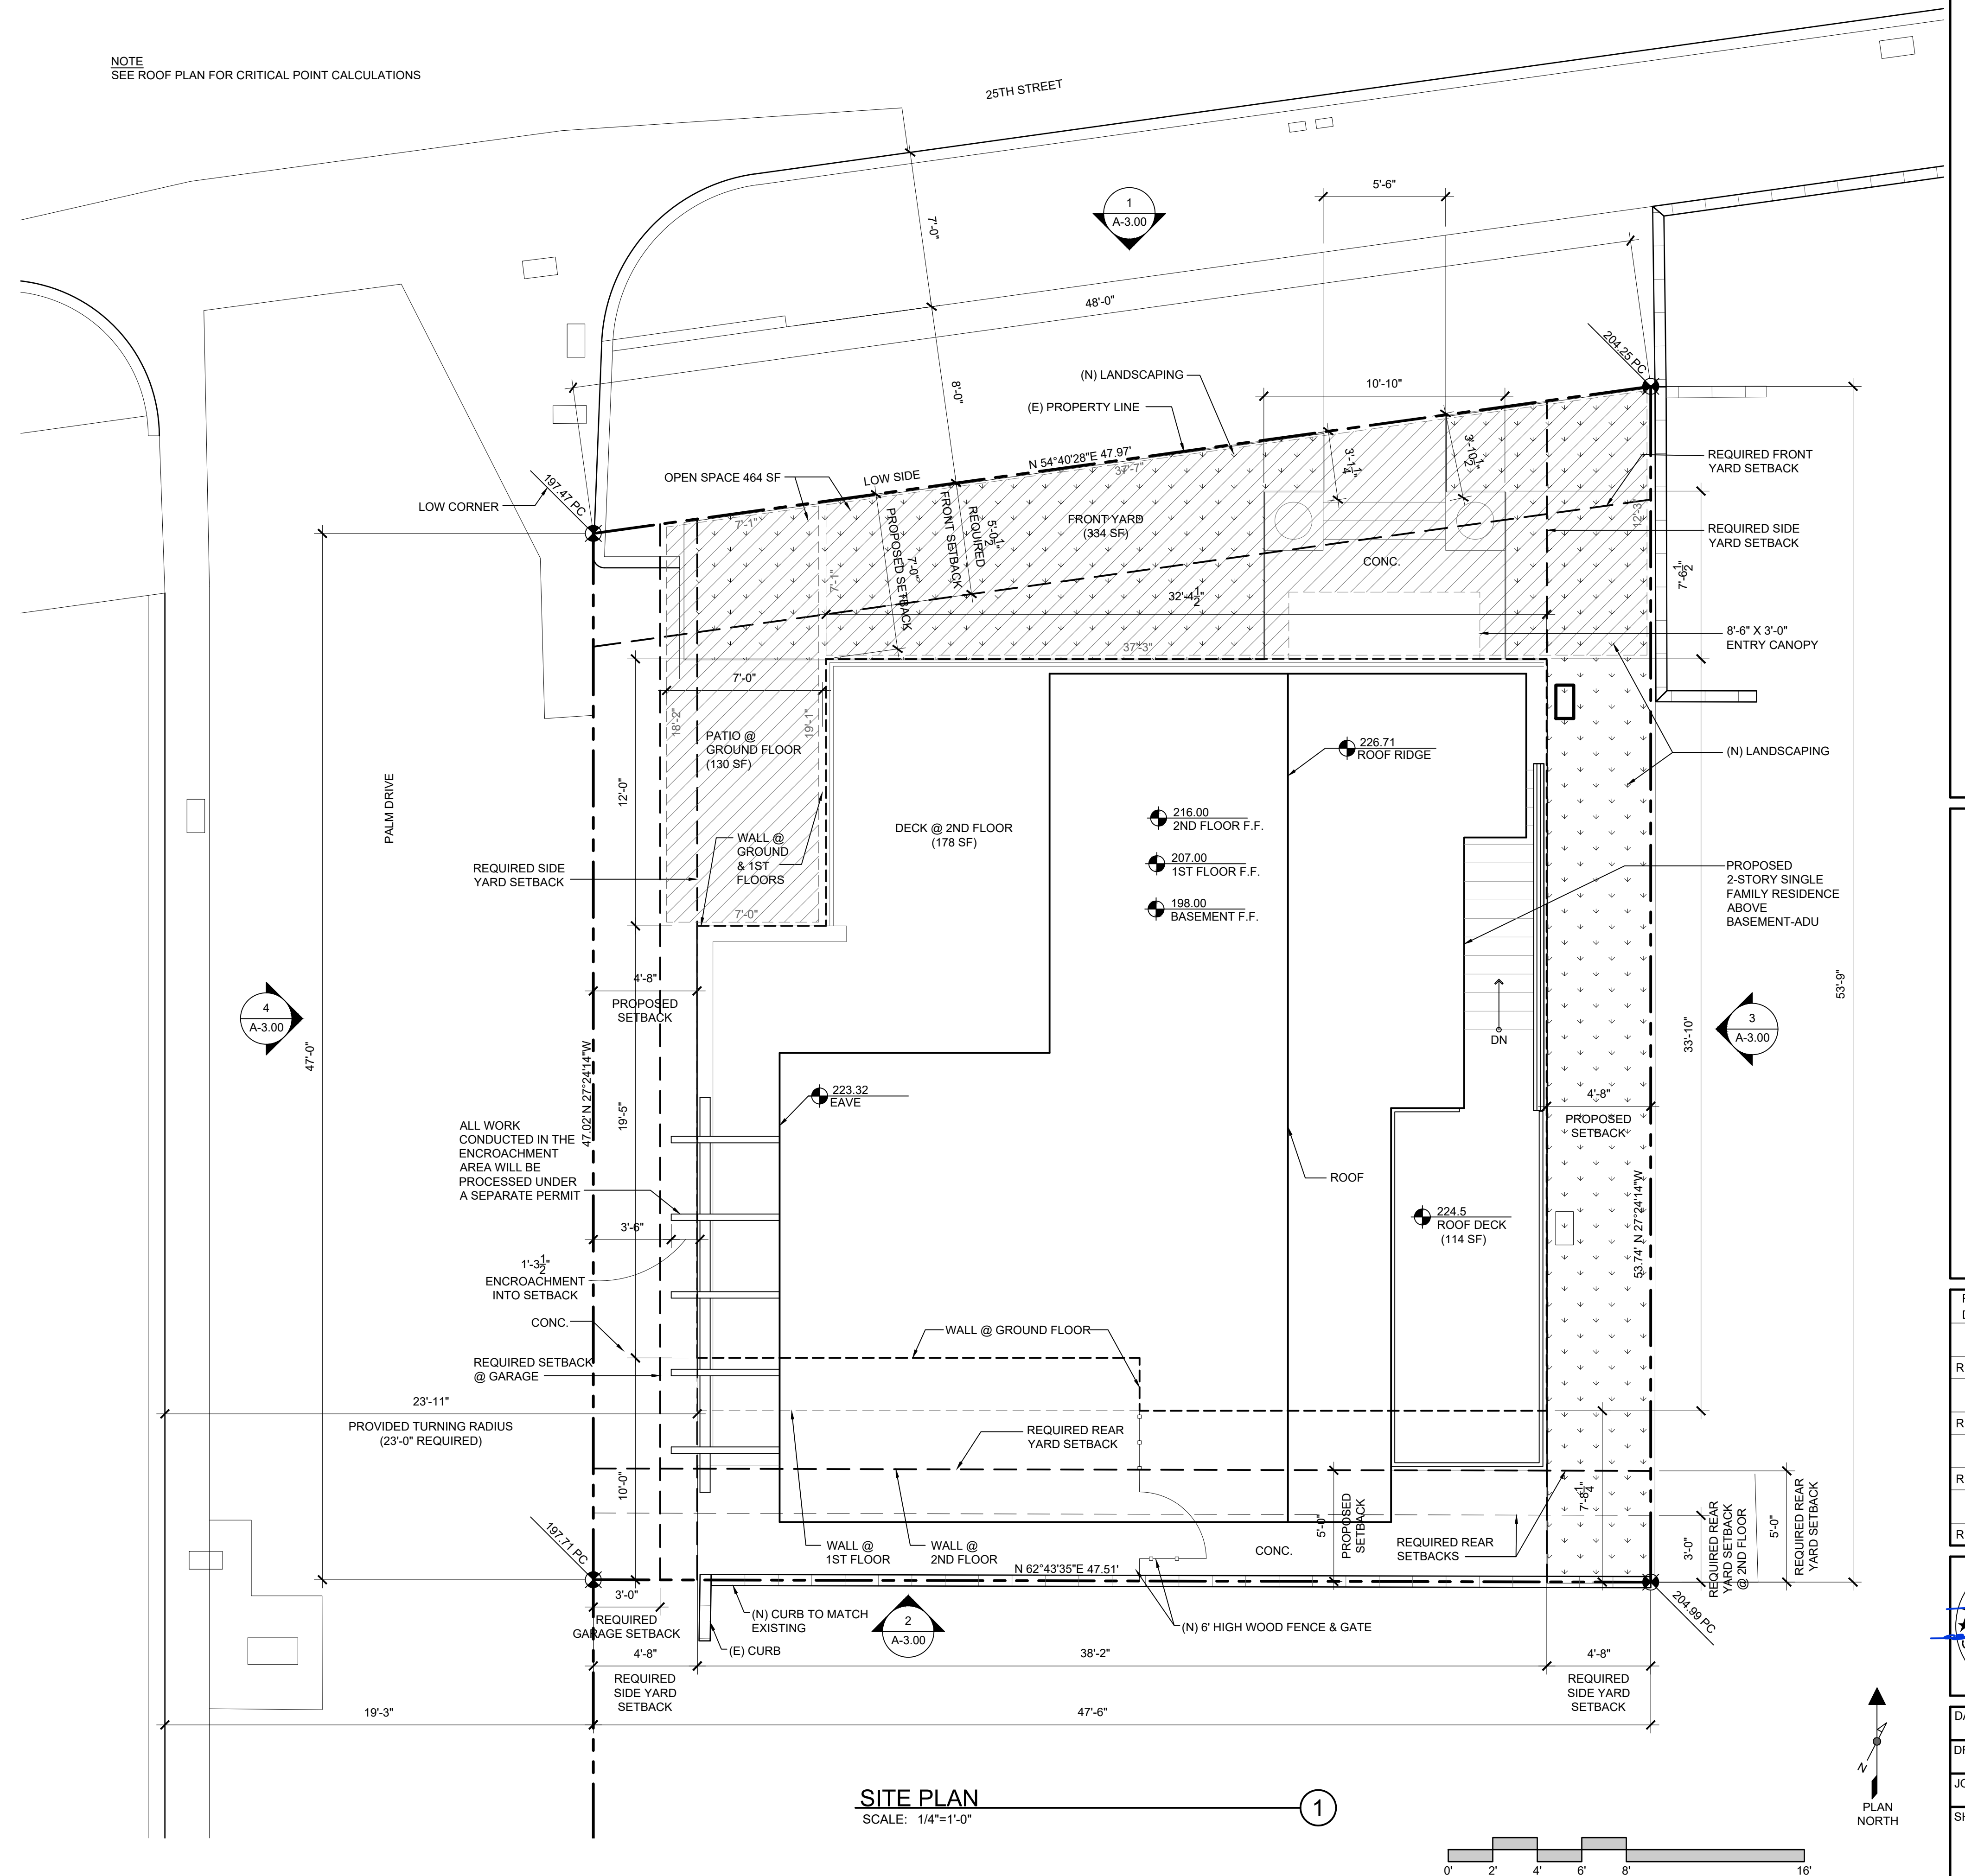 NOTE
SEE ROOF PLAN FOR CRITICAL POINT CALCULATIONS
25TH STREET
5'-6"
1
A-3.00
7'-0"
48'-0"
204.25 PC
(N) LANDSCAPING
10'-10"
8'-0"
(E) PROPERTY LINE
N 54°40'28"E 47.97'
37'-7"
3'-1 1/4"
3'-10 1/2"
REQUIRED FRONT
YARD SETBACK
OPEN SPACE 464 SF
LOW SIDE
197.47 PC
LOW CORNER
7'-1"
FRONT YARD
(334 SF)
12'-3"
REQUIRED SIDE
YARD SETBACK
REQUIRED
FRONT SETBACK
5'-0 1/2"
PROPOSED SETBACK
7'-0"
CONC.
7'-6 1/2"
7'-1"
32'-4 1/2"
8'-6" X 3'-0"
ENTRY CANOPY
37'-3"
7'-0"
18'-2"
19'-1"
PATIO @
GROUND FLOOR
(130 SF)
226.71
ROOF RIDGE
(N) LANDSCAPING
12'-0"
PALM DRIVE
216.00
2ND FLOOR F.F.
DECK @ 2ND FLOOR
(178 SF)
WALL @
GROUND
& 1ST
FLOORS
207.00
1ST FLOOR F.F.
REQUIRED SIDE
YARD SETBACK
PROPOSED
2-STORY SINGLE
FAMILY RESIDENCE
ABOVE
BASEMENT-ADU
198.00
BASEMENT F.F.
7'-0"
4'-8"
PROPOSED
SETBACK
53'-9"
4
A-3.00
3
A-3.00
DN
33'-10"
47'-0"
47.02' N 27°24'14"W
223.32
EAVE
4'-8"
PROPOSED
SETBACK
19'-5"
ALL WORK
CONDUCTED IN THE
ENCROACHMENT
AREA WILL BE
PROCESSED UNDER
A SEPARATE PERMIT
ROOF
53.74' N 27°24'14"W
224.5
ROOF DECK
(114 SF)
3'-6"
1'-3 1/2"
ENCROACHMENT
INTO SETBACK
CONC.
WALL @ GROUND FLOOR
REQUIRED SETBACK
@ GARAGE
23'-11"
PROVIDED TURNING RADIUS
(23'-0" REQUIRED)
REQUIRED REAR
YARD SETBACK
10'-0"
7'-8 1/4"
5'-0"
PROPOSED
SETBACK
3'-0"
REQUIRED REAR
YARD SETBACK
@ 2ND FLOOR
5'-0"
REQUIRED REAR
YARD SETBACK
197.71 PC
WALL @
1ST FLOOR
WALL @
2ND FLOOR
CONC.
REQUIRED REAR
SETBACKS
N 62°43'35"E 47.51'
3'-0"
REQUIRED
GARAGE SETBACK
(N) CURB TO MATCH
EXISTING
2
A-3.00
(N) 6' HIGH WOOD FENCE & GATE
204.99 PC
(E) CURB
4'-8"
38'-2"
4'-8"
REQUIRED
SIDE YARD
SETBACK
REQUIRED
SIDE YARD
SETBACK
19'-3"
47'-6"
N
PLAN
NORTH
SITE PLAN
1
SCALE: 1/4"=1'-0"
0' 2' 4' 6' 8' 16'